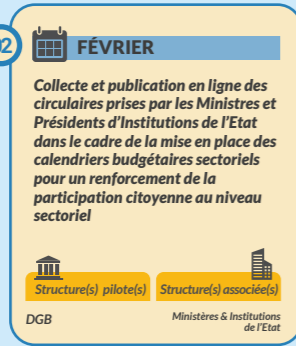 02
FÉVRIER
Collecte et publication en ligne des
circulaires prises par les Ministres et
Présidents d'Institutions de l'Etat
dans le cadre de la mise en place des
calendriers budgétaires sectoriels
pour un renforcement de la
participation citoyenne au niveau
sectoriel
Structure(s) pilote(s)
Structure(s) associée(s)
DGB
Ministères & Institutions
de l'Etat